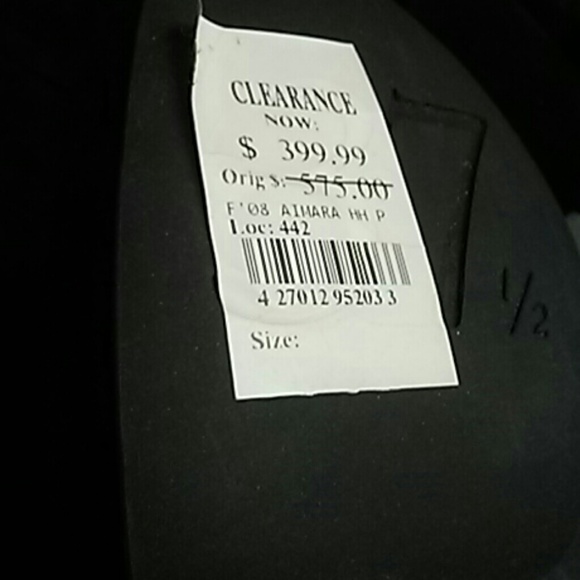 CLEARANCE
NOW:
$ 399.99
Orig $: 575.00
F'08 AIMARA HH P
Loc: 442
4 27012 95203 3
Size:
7 1/2